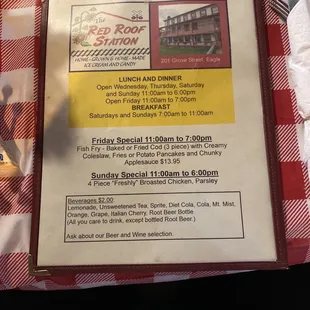 The
RED ROOF
STATION
HOME - GROWN & HOME - MADE
ICE CREAM AND CANDY
201 Grove Street, Eagle
LUNCH AND DINNER
Open Wednesday, Thursday, Saturday
and Sunday 11:00am to 6:00pm
Open Friday 11:00am to 7:00pm
BREAKFAST
Saturdays and Sundays 7:00am to 11:00am
Friday Special 11:00am to 7:00pm
Fish Fry - Baked or Fried Cod (3 piece) with Creamy
Coleslaw, Fries or Potato Pancakes and Chunky
Applesauce $13.95
Sunday Special 11:00am to 6:00pm
4 Piece "Freshly" Broasted Chicken, Parsley
Beverages $2.00
Lemonade, Unsweetened Tea, Sprite, Diet Cola, Cola, Mt. Mist,
Orange, Grape, Italian Cherry, Root Beer Bottle
(All you care to drink, except bottled Root Beer.)
Ask about our Beer and Wine selection.